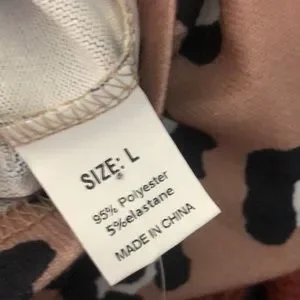 SIZE: L
95% Polyester
5%elastane
MADE IN CHINA